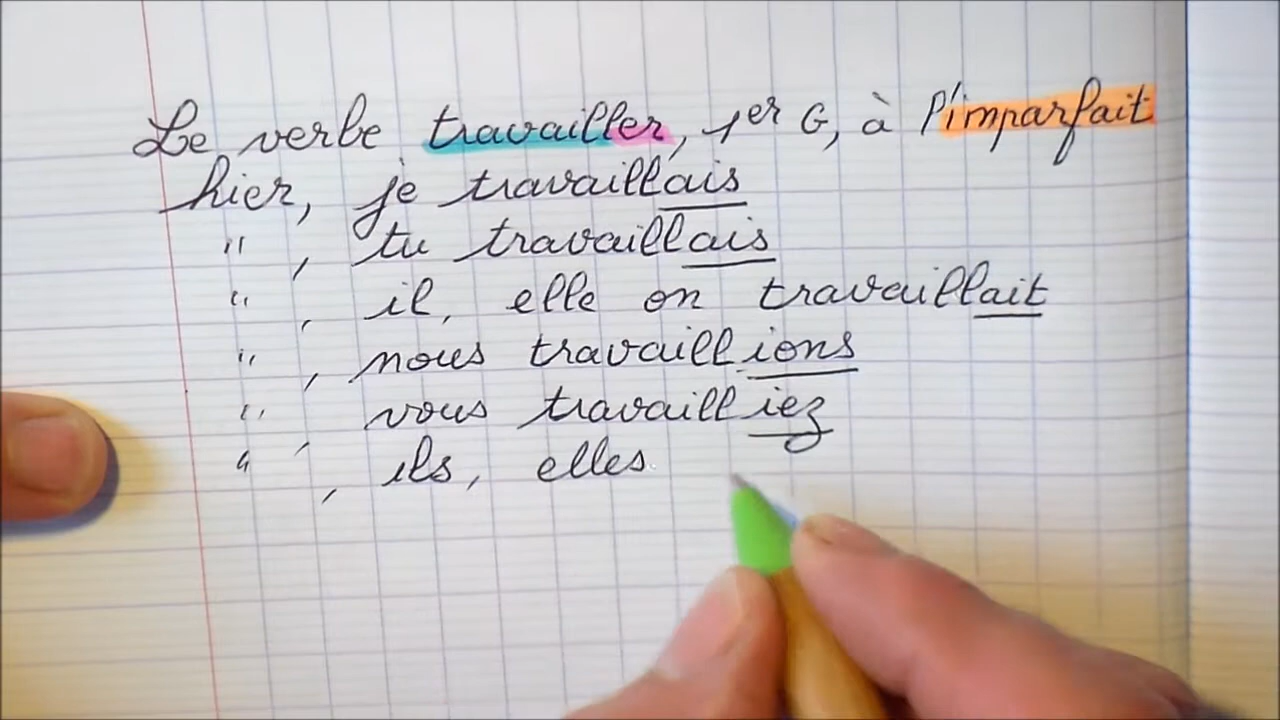 Le verbe travailler, 1er G, à l'imparfait
hier, je travaillais
" , tu travaillais
" , il, elle on travaillait
" , nous travaillions
" , vous travailliez
" , ils, elles